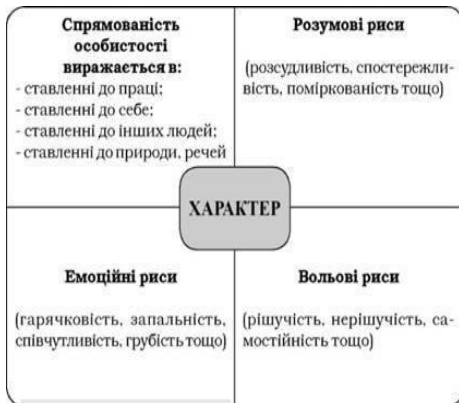 Спрямованість
особистості
виражається в:
- ставленні до праці;
- ставленні до себе;
- ставленні до інших людей;
- ставленні до природи, речей
Розумові риси
(розсудливість, спостережли-
вість, поміркованість тощо)
ХАРАКТЕР
Емоційні риси
(гарячковість, запальність,
співчутливість, грубість тощо)
Вольові риси
(рішучість, нерішучість, са-
мостійність тощо)